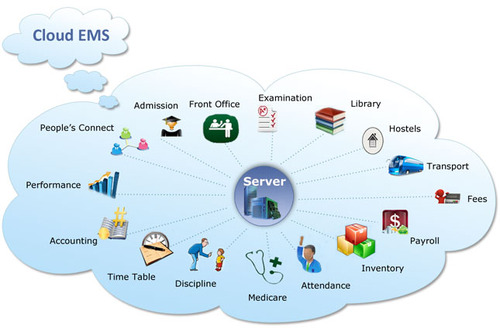 Cloud EMS
Admission
Front Office
Examination
Library
Hostels
Transport
Fees
Payroll
Inventory
Attendance
Medicare
Discipline
Time Table
Accounting
Performance
People's Connect
Server